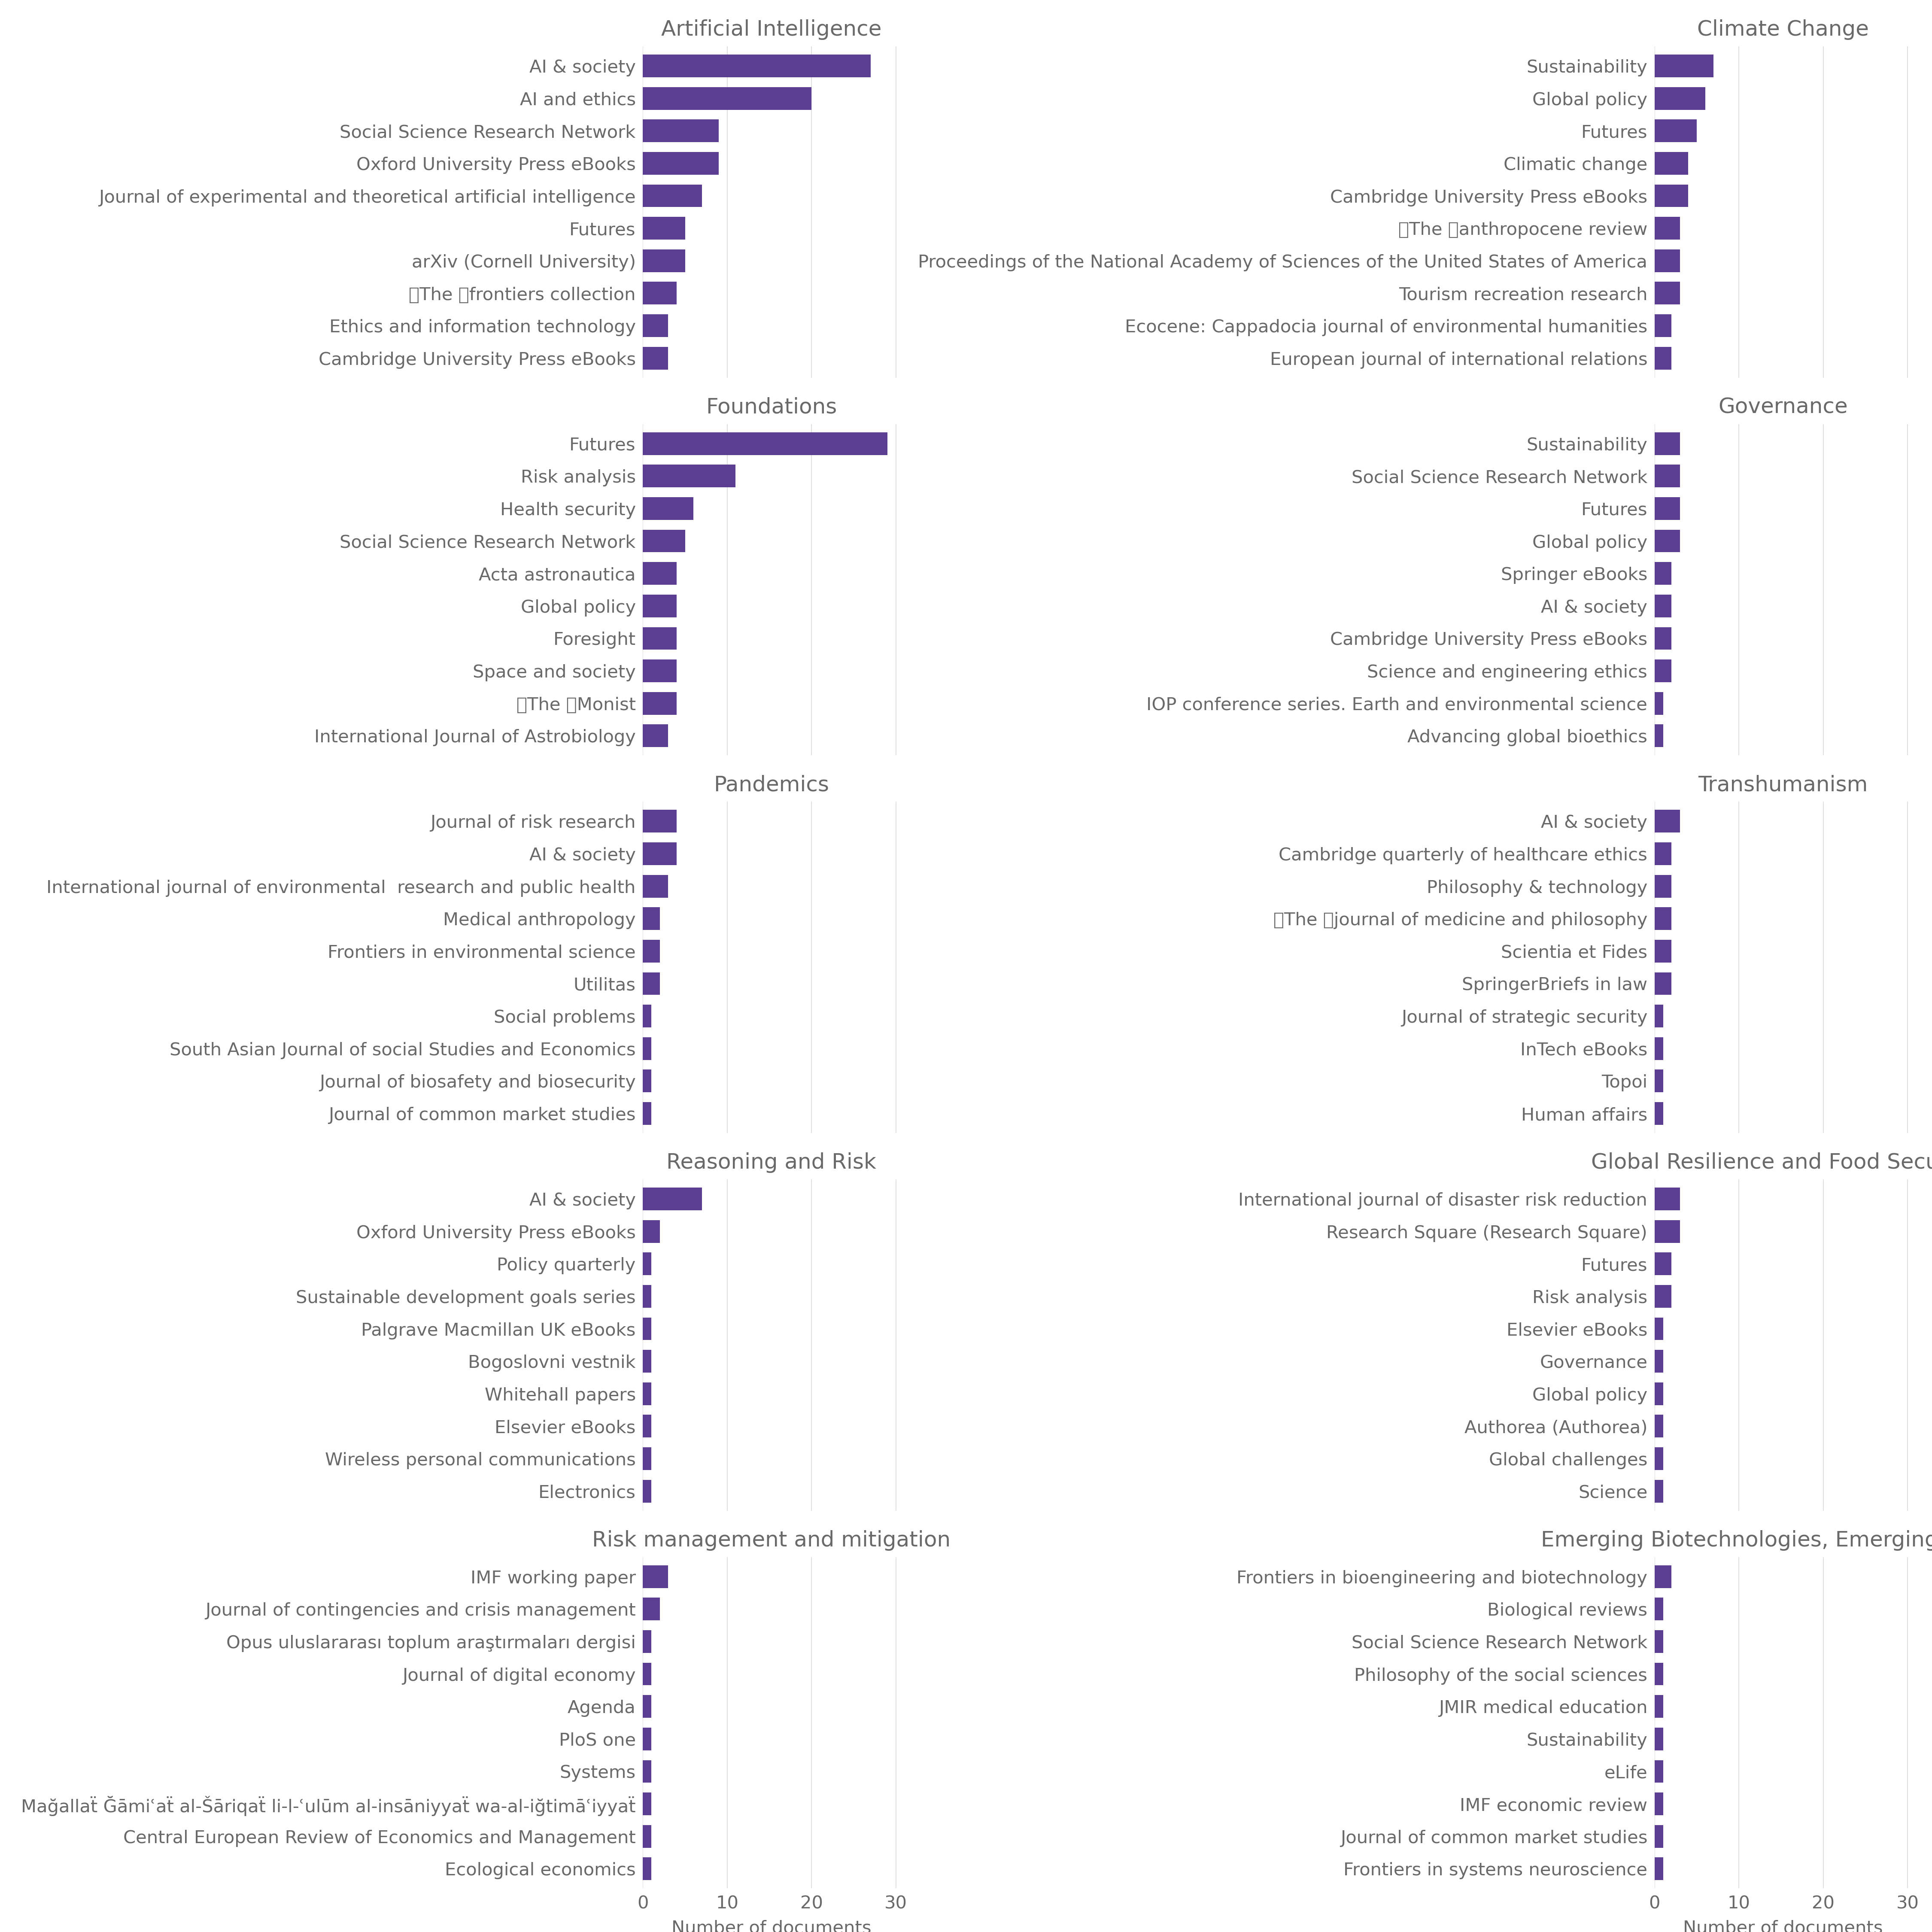 Artificial Intelligence
AI & society
AI and ethics
Social Science Research Network
Oxford University Press eBooks
Journal of experimental and theoretical artificial intelligence
Futures
arXiv (Cornell University)
The frontiers collection
Ethics and information technology
Cambridge University Press eBooks
Climate Change
Sustainability
Global policy
Futures
Climatic change
Cambridge University Press eBooks
The anthropocene review
Proceedings of the National Academy of Sciences of the United States of America
Tourism recreation research
Ecocene: Cappadocia journal of environmental humanities
European journal of international relations
Foundations
Futures
Risk analysis
Health security
Social Science Research Network
Acta astronautica
Global policy
Foresight
Space and society
The Monist
International Journal of Astrobiology
Governance
Sustainability
Social Science Research Network
Futures
Global policy
Springer eBooks
AI & society
Cambridge University Press eBooks
Science and engineering ethics
IOP conference series. Earth and environmental science
Advancing global bioethics
Pandemics
Journal of risk research
AI & society
International journal of environmental  research and public health
Medical anthropology
Frontiers in environmental science
Utilitas
Social problems
South Asian Journal of social Studies and Economics
Journal of biosafety and biosecurity
Journal of common market studies
Transhumanism
AI & society
Cambridge quarterly of healthcare ethics
Philosophy & technology
The journal of medicine and philosophy
Scientia et Fides
SpringerBriefs in law
Journal of strategic security
InTech eBooks
Topoi
Human affairs
Reasoning and Risk
AI & society
Oxford University Press eBooks
Policy quarterly
Sustainable development goals series
Palgrave Macmillan UK eBooks
Bogoslovni vestnik
Whitehall papers
Elsevier eBooks
Wireless personal communications
Electronics
Global Resilience and Food Secu
International journal of disaster risk reduction
Research Square (Research Square)
Futures
Risk analysis
Elsevier eBooks
Governance
Global policy
Authorea (Authorea)
Global challenges
Science
Risk management and mitigation
IMF working paper
Journal of contingencies and crisis management
Opus uluslararası toplum araştırmaları dergisi
Journal of digital economy
Agenda
PloS one
Systems
Mağallaẗ Ğāmiʿaẗ al-Šāriqaẗ li-l-ʿulūm al-insāniyyaẗ wa-al-iğtimāʿiyyaẗ
Central European Review of Economics and Management
Ecological economics
0 10 20 30
Number of documents
Emerging Biotechnologies, Emerging
Frontiers in bioengineering and biotechnology
Biological reviews
Social Science Research Network
Philosophy of the social sciences
JMIR medical education
Sustainability
eLife
IMF economic review
Journal of common market studies
Frontiers in systems neuroscience
0 10 20 30
Number of documents